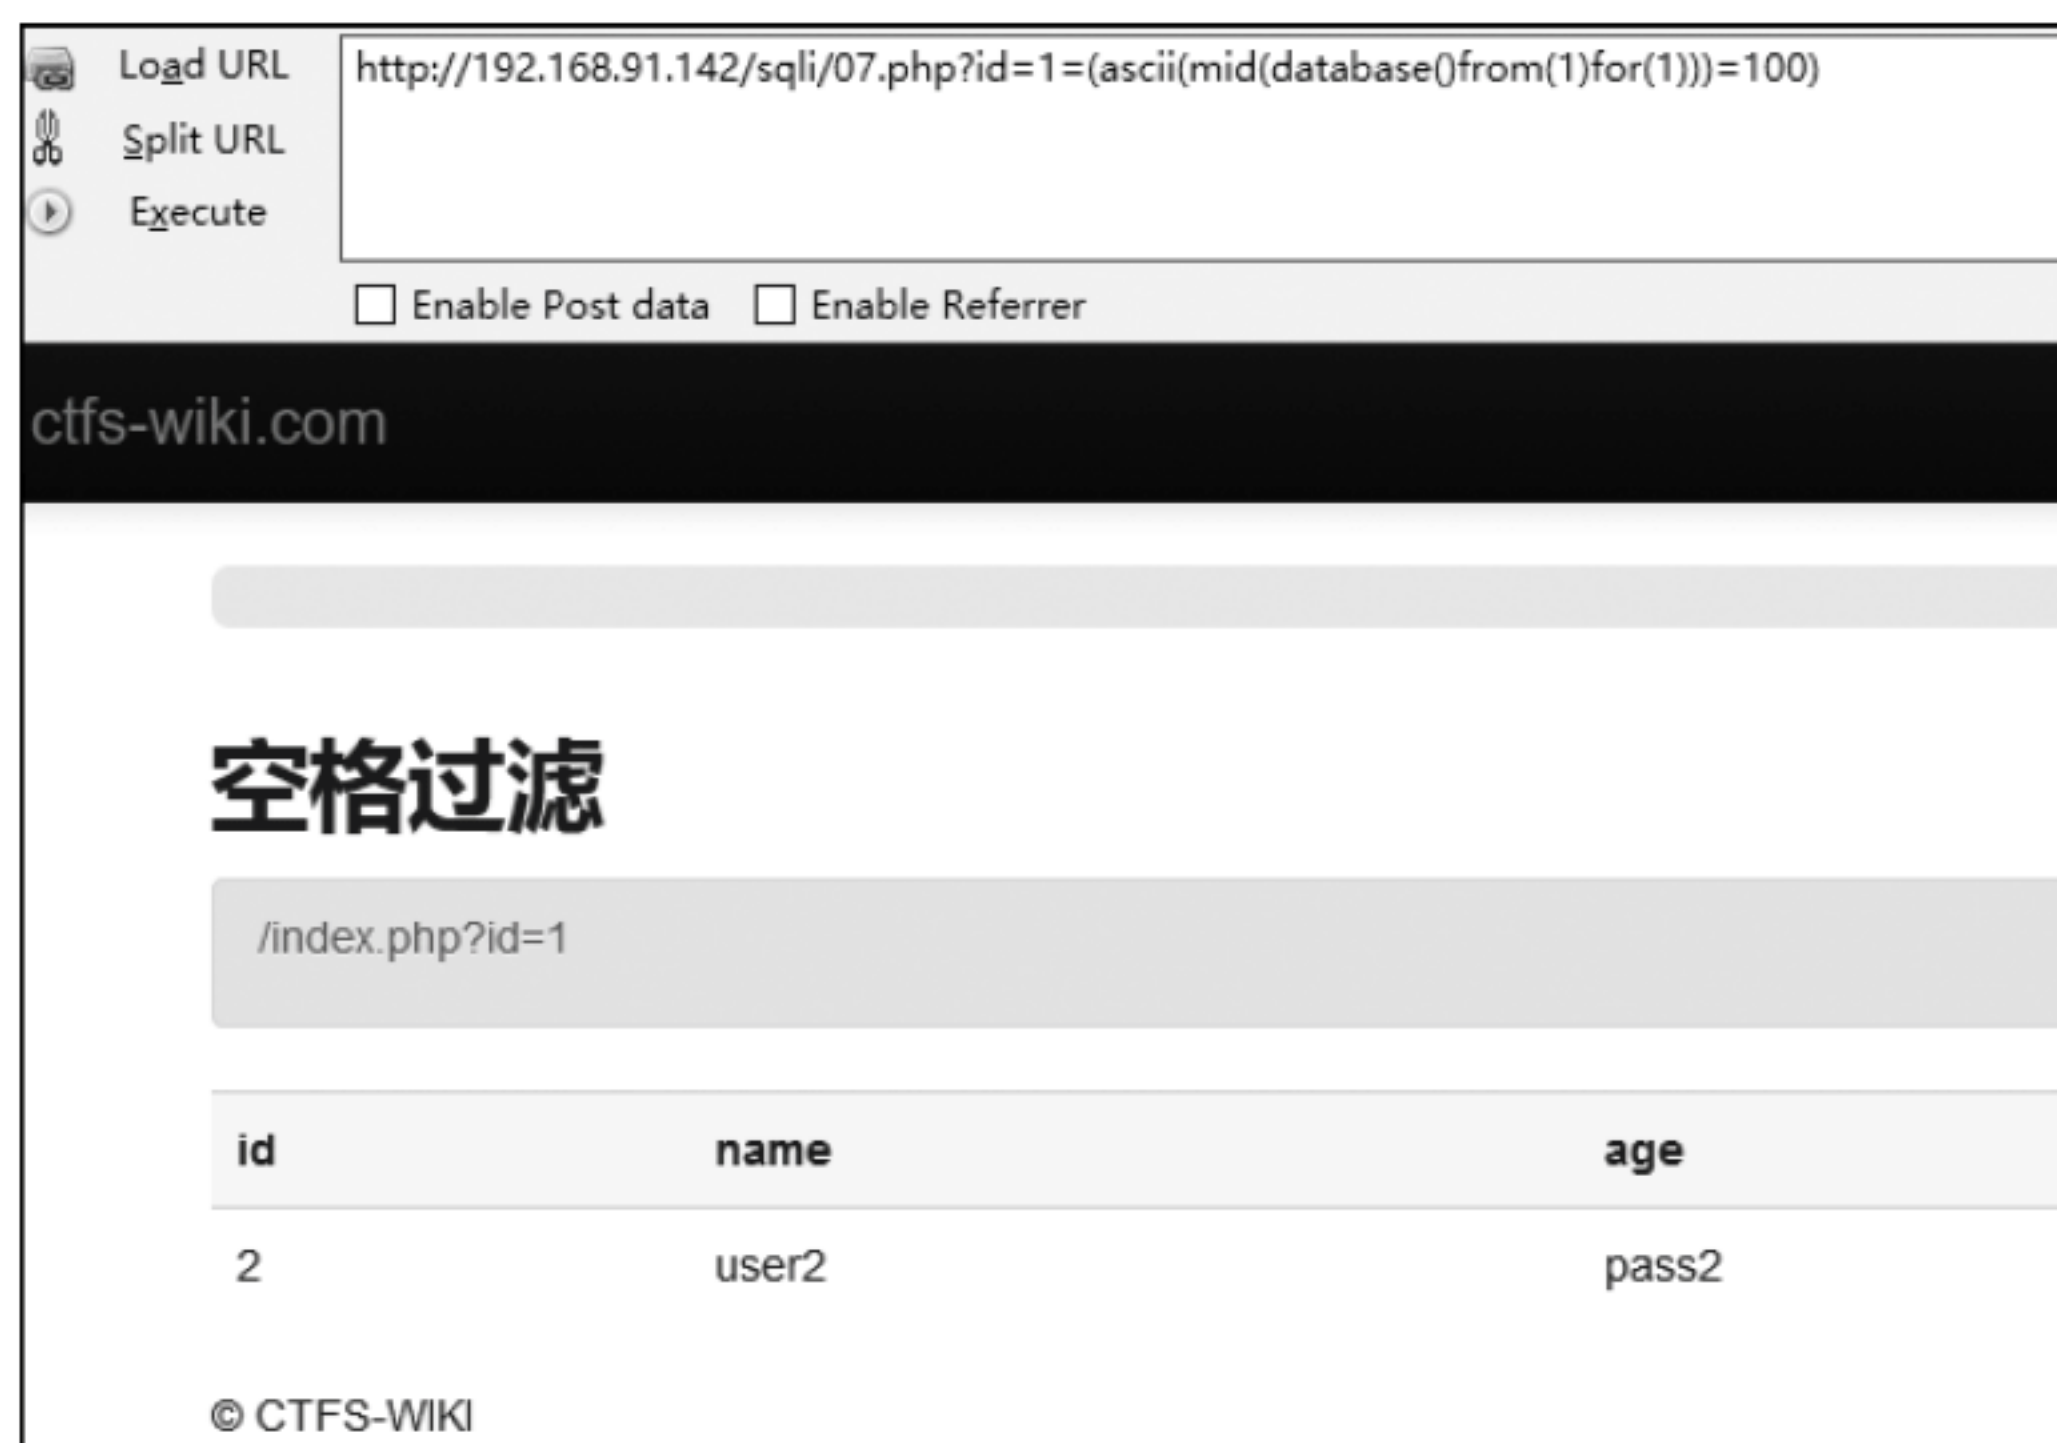 Load URL
http://192.168.91.142/sqli/07.php?id=1=(ascii(mid(database()from(1)for(1)))=100)
Split URL
Execute
Enable Post data Enable Referrer
ctfs-wiki.com
空格过滤
/index.php?id=1
id name age
2 user2 pass2
© CTFS-WIKI